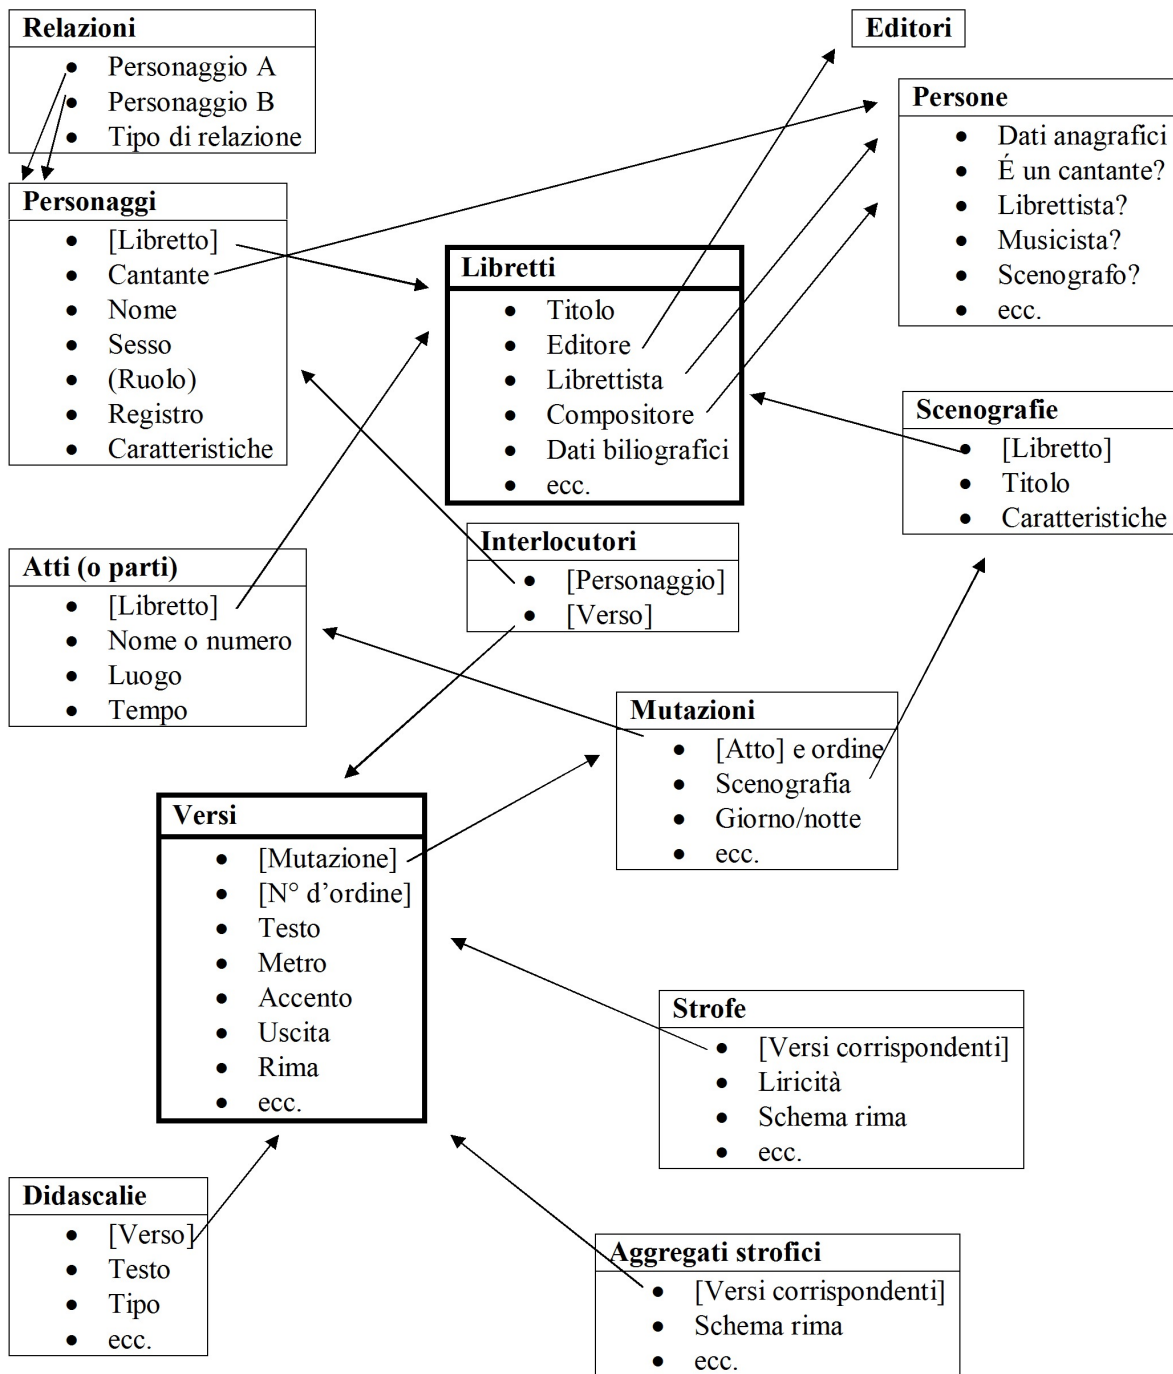 Relazioni
• Personaggio A
• Personaggio B
• Tipo di relazione
Editori
Persone
• Dati anagrafici
• É un cantante?
• Librettista?
• Musicista?
• Scenografo?
• ecc.
Personaggi
• [Libretto]
• Cantante
• Nome
• Sesso
• (Ruolo)
• Registro
• Caratteristiche
Libretti
• Titolo
• Editore
• Librettista
• Compositore
• Dati biliografici
• ecc.
Scenografie
• [Libretto]
• Titolo
• Caratteristiche
Interlocutori
• [Personaggio]
• [Verso]
Atti (o parti)
• [Libretto]
• Nome o numero
• Luogo
• Tempo
Mutazioni
• [Atto] e ordine
• Scenografia
• Giorno/notte
• ecc.
Versi
• [Mutazione]
• [N° d’ordine]
• Testo
• Metro
• Accento
• Uscita
• Rima
• ecc.
Strofe
• [Versi corrispondenti]
• Liricità
• Schema rima
• ecc.
Didascalie
• [Verso]
• Testo
• Tipo
• ecc.
Aggregati strofici
• [Versi corrispondenti]
• Schema rima
• ecc.